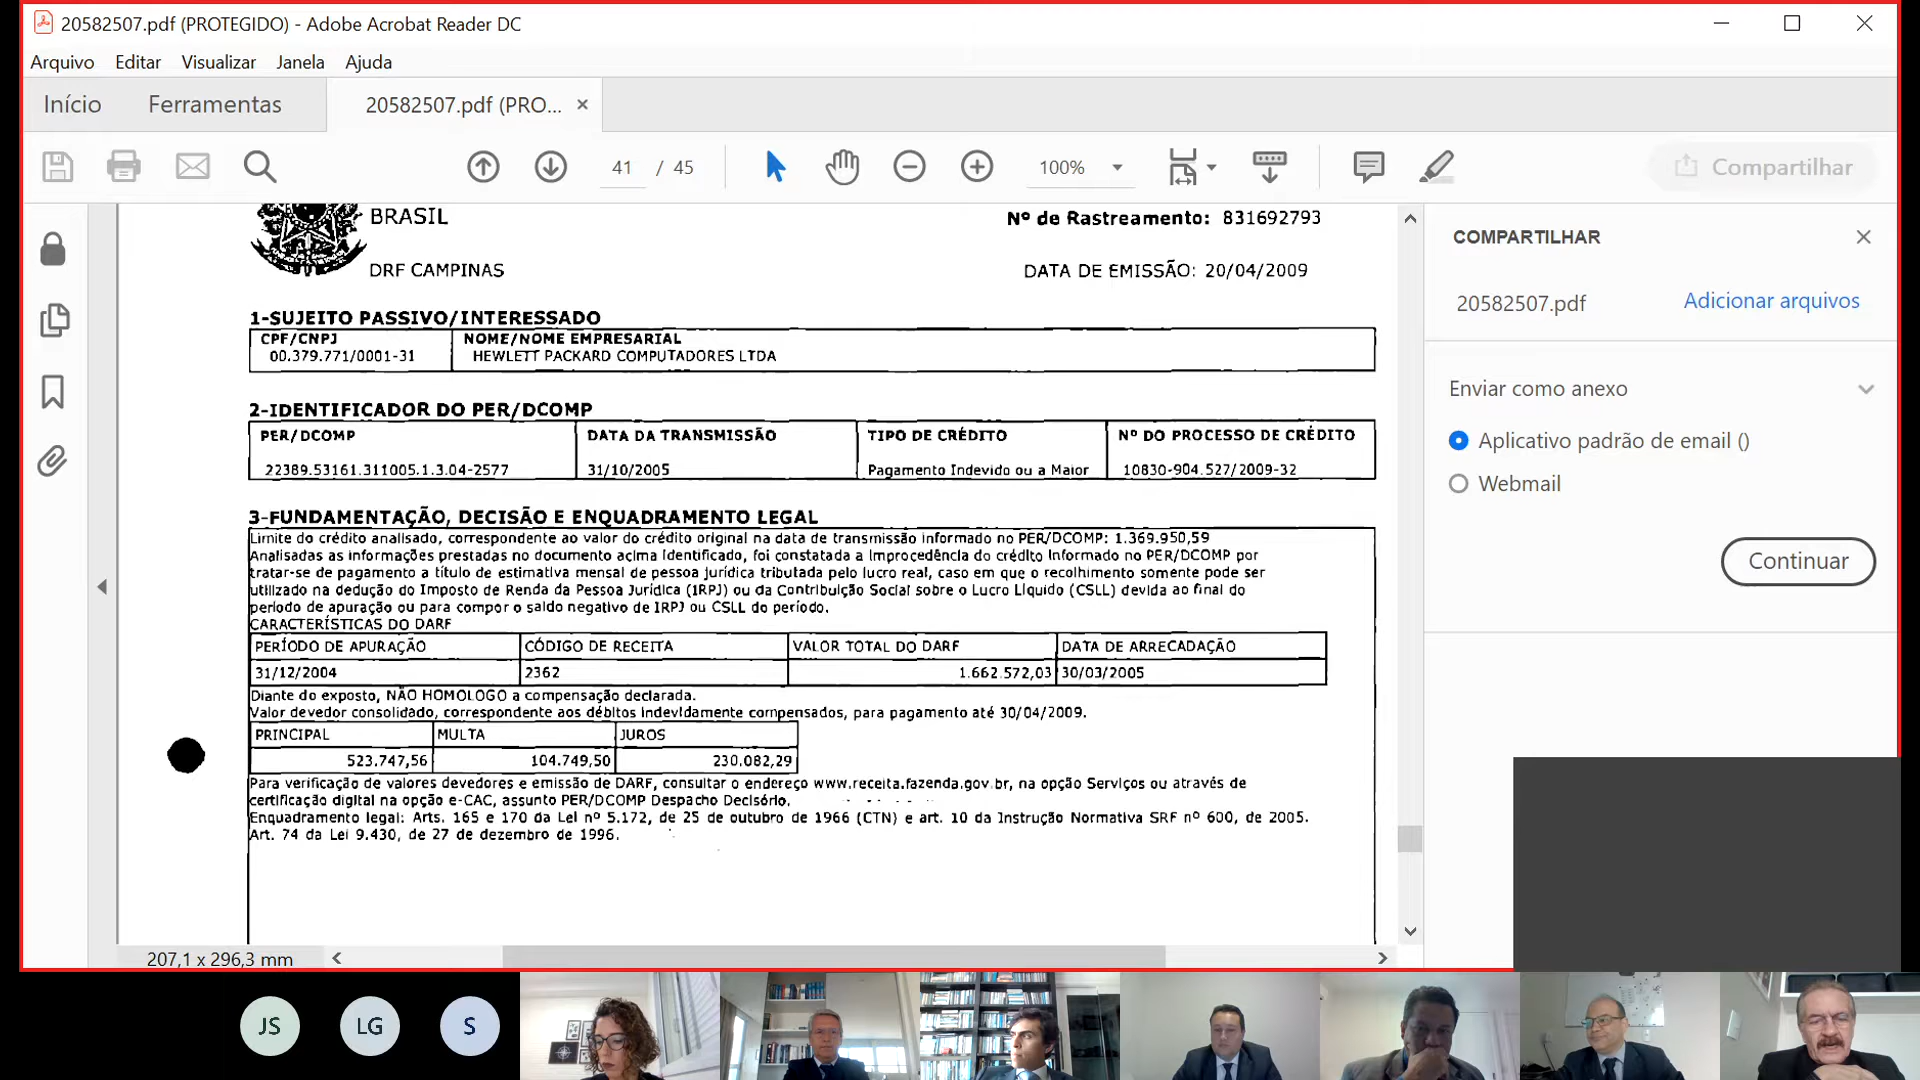 20582507.pdf (PROTEGIDO) - Adobe Acrobat Reader DC
Arquivo Editar Visualizar Janela Ajuda
Início Ferramentas 20582507.pdf (PRO... ×
41 / 45 100% Compartilhar
BRASIL Nº de Rastreamento: 831692793
DRF CAMPINAS DATA DE EMISSÃO: 20/04/2009
1-SUJEITO PASSIVO/INTERESSADO
CPF/CNPJ NOME/NOME EMPRESARIAL
00.379.771/0001-31 HEWLETT PACKARD COMPUTADORES LTDA
2-IDENTIFICADOR DO PER/DCOMP
PER/DCOMP DATA DA TRANSMISSÃO TIPO DE CRÉDITO Nº DO PROCESSO DE CRÉDITO
22389.53161.311005.1.3.04-2577 31/10/2005 Pagamento Indevido ou a Maior 10830-904.527/2009-32
3-FUNDAMENTAÇÃO, DECISÃO E ENQUADRAMENTO LEGAL
Limite do crédito analisado, correspondente ao valor do crédito original na data de transmissão informado no PER/DCOMP: 1.369.950,59
Analisadas as informações prestadas no documento acima identificado, foi constatada a improcedência do crédito informado no PER/DCOMP por
tratar-se de pagamento a título de estimativa mensal de pessoa jurídica tributada pelo lucro real, caso em que o recolhimento somente pode ser
utilizado na dedução do Imposto de Renda da Pessoa Jurídica (IRPJ) ou da Contribuição Social sobre o Lucro Líquido (CSLL) devida ao final do
período de apuração ou para compor o saldo negativo de IRPJ ou CSLL do período.
CARACTERÍSTICAS DO DARF
PERÍODO DE APURAÇÃO CÓDIGO DE RECEITA VALOR TOTAL DO DARF DATA DE ARRECADAÇÃO
31/12/2004 2362 1.662.572,03 30/03/2005
Diante do exposto, NÃO HOMOLOGO a compensação declarada.
Valor devedor consolidado, correspondente aos débitos indevidamente compensados, para pagamento até 30/04/2009.
PRINCIPAL MULTA JUROS
523.747,56 104.749,50 230.082,29
Para verificação de valores devedores e emissão de DARF, consultar o endereço www.receita.fazenda.gov.br, na opção Serviços ou através de
certificação digital na opção e-CAC, assunto PER/DCOMP Despacho Decisório.
Enquadramento legal: Arts. 165 e 170 da Lei nº 5.172, de 25 de outubro de 1966 (CTN) e art. 10 da Instrução Normativa SRF nº 600, de 2005.
Art. 74 da Lei 9.430, de 27 de dezembro de 1996.
207,1 x 296,3 mm
COMPARTILHAR
20582507.pdf Adicionar arquivos
Enviar como anexo
Aplicativo padrão de email ()
Webmail
Continuar
JS LG S